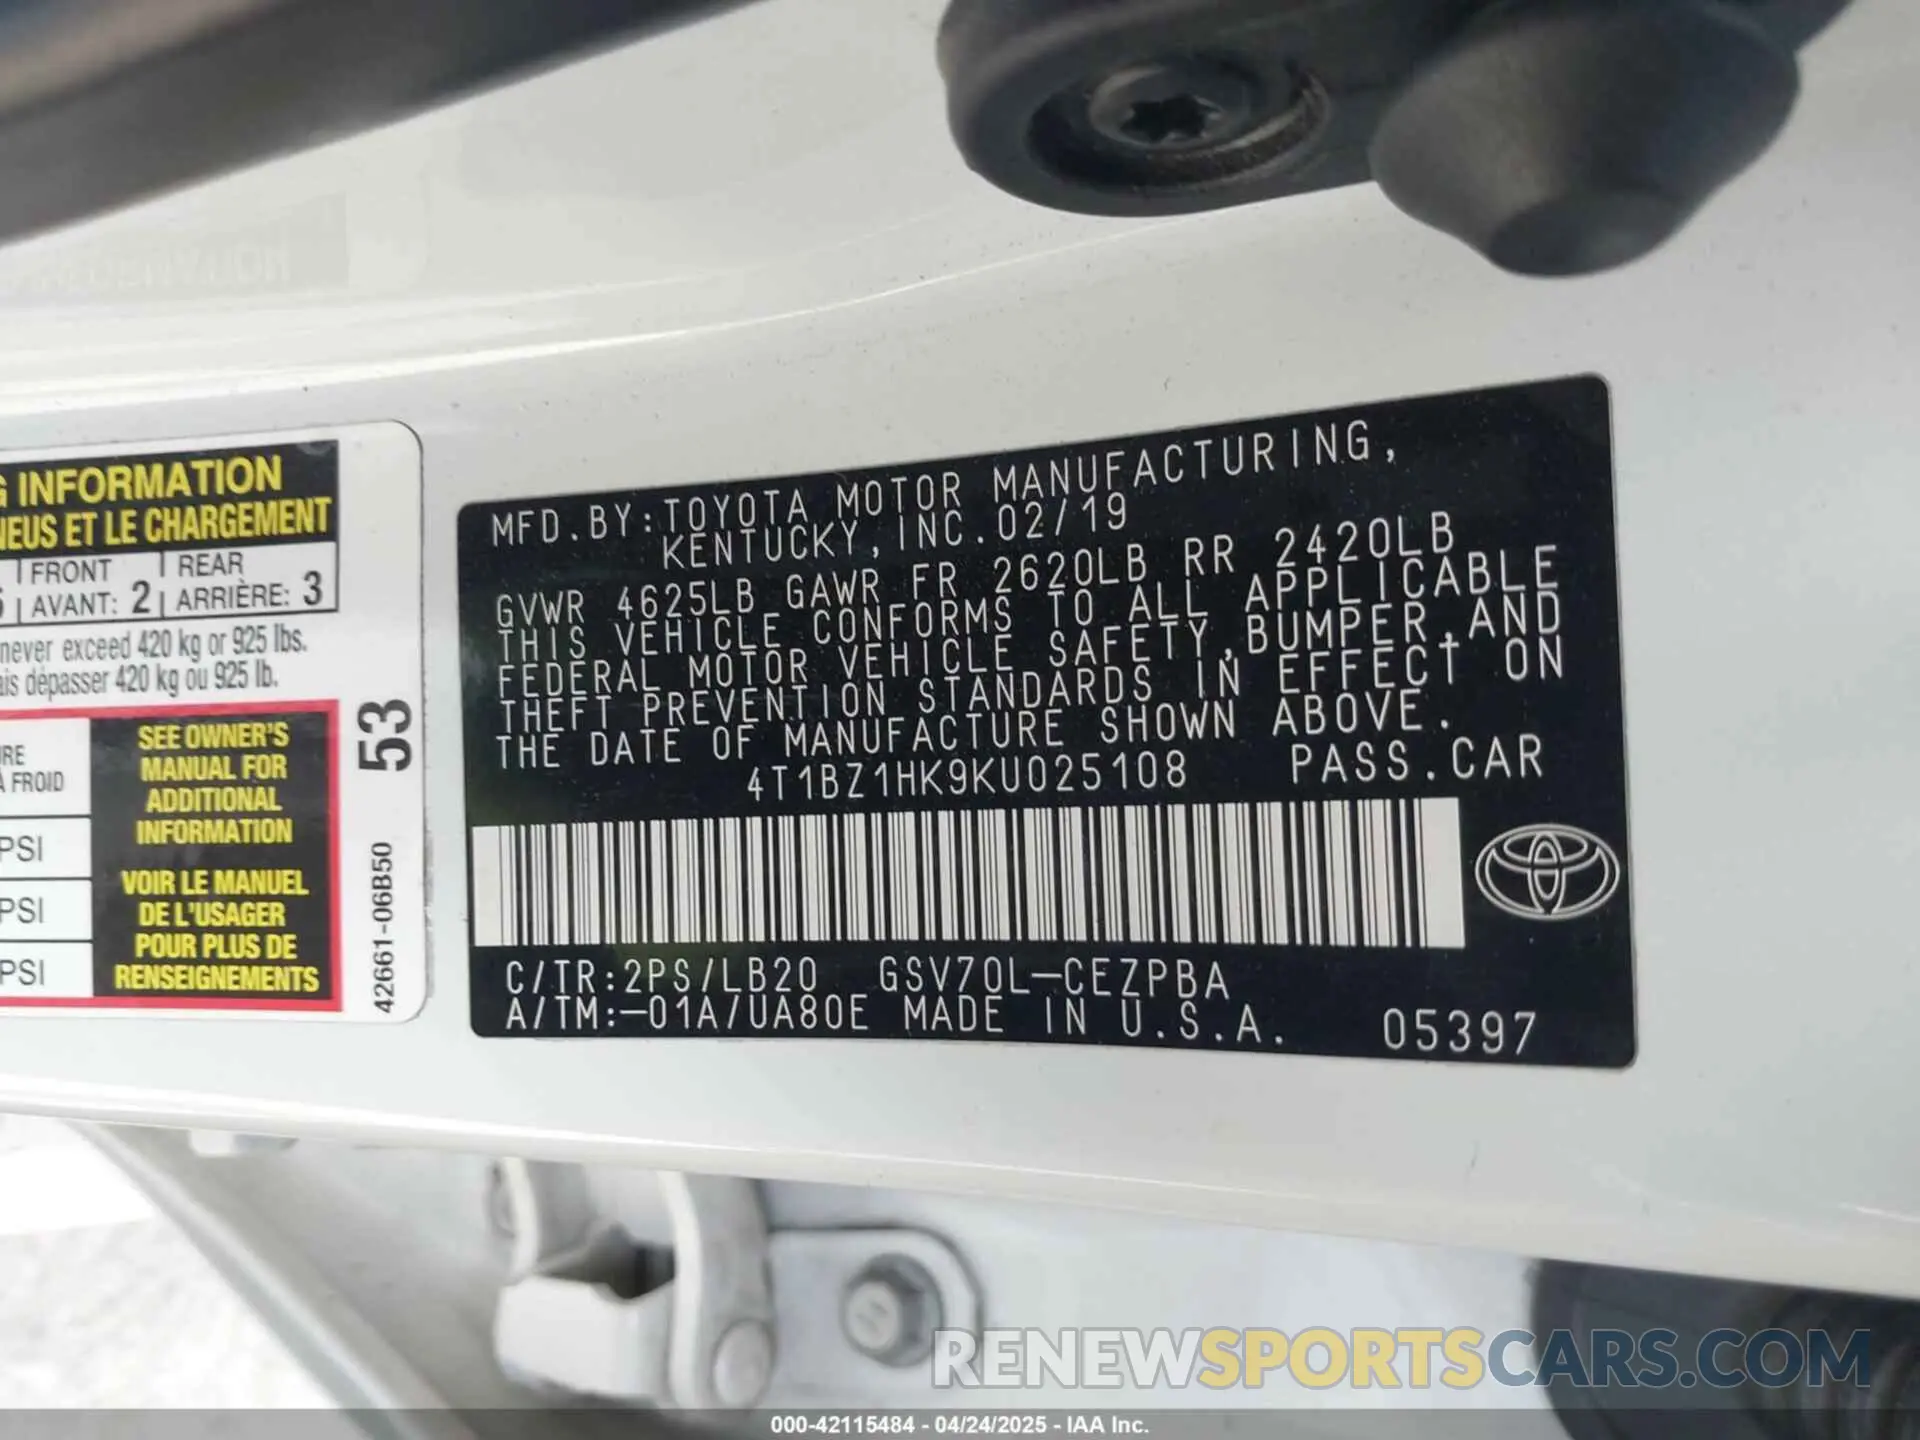 G INFORMATION
NEUS ET LE CHARGEMENT
FRONT
REAR
AVANT: 2
ARRIÈRE: 3
never exceed 420 kg or 925 lbs.
ais dépasser 420 kg ou 925 lb.
53
SEE OWNER'S
MANUAL FOR
ADDITIONAL
INFORMATION
VOIR LE MANUEL
DE L'USAGER
POUR PLUS DE
RENSEIGNEMENTS
URE
À FROID
PSI
PSI
PSI
42661-06B50
MFD.BY:TOYOTA MOTOR MANUFACTURING,
KENTUCKY,INC.02/19
GVWR 4625LB GAWR FR 2620LB RR 2420LB
THIS VEHICLE CONFORMS TO ALL APPLICABLE
FEDERAL MOTOR VEHICLE SAFETY,BUMPER,AND
THEFT PREVENTION STANDARDS IN EFFECT ON
THE DATE OF MANUFACTURE SHOWN ABOVE.
4T1BZ1HK9KU025108 PASS.CAR
C/TR:2PS/LB20 GSV70L-CEZPBA
A/TM:-01A/UA80E MADE IN U.S.A. 05397
RENEWSPORTSCARS.COM
000-42115484 - 04/24/2025 - IAA Inc.